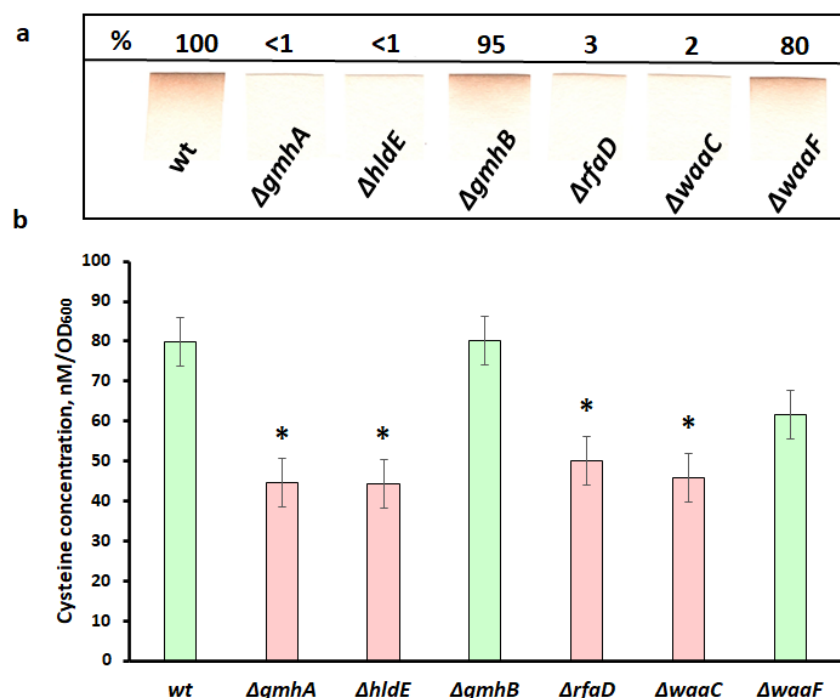 a
% 100 <1 <1 95 3 2 80
wt ΔgmhA ΔhldE ΔgmhB ΔrfaD ΔwaaC ΔwaaF
b
Cysteine concentration, nM/OD600
100
90
80
70
60
50
40
30
20
10
0
* * * *
wt ΔgmhA ΔhldE ΔgmhB ΔrfaD ΔwaaC ΔwaaF